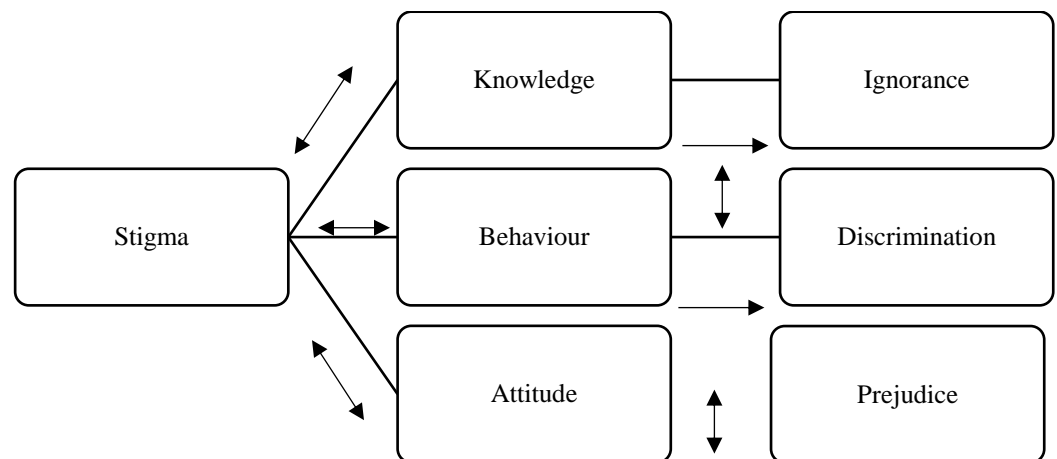 Knowledge
Ignorance
Stigma
Behaviour
Discrimination
Attitude
Prejudice